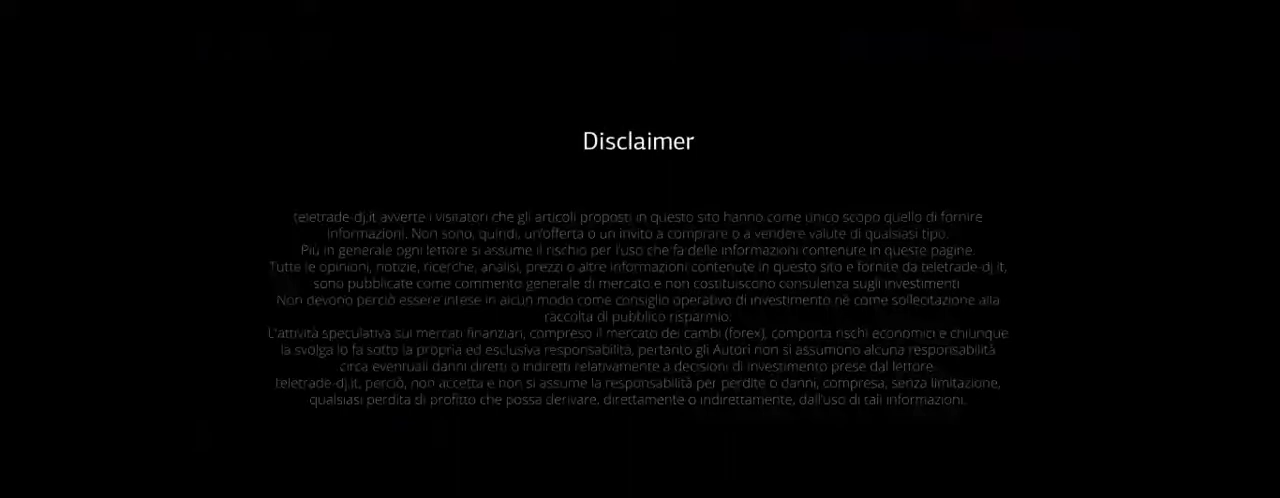 Disclaimer
teletrade-dj.it avverte i visitatori che gli articoli proposti in questo sito hanno come unico scopo quello di fornire
informazioni. Non sono, quindi, un'offerta o un invito a comprare o a vendere valute di qualsiasi tipo.
Più in generale ogni lettore si assume il rischio per l'uso che fa delle informazioni contenute in queste pagine.
Tutte le opinioni, notizie, ricerche, analisi, prezzi o altre informazioni contenute in questo sito e fornite da teletrade-dj.it,
sono pubblicate come commento generale di mercato e non costituiscono consulenza sugli investimenti.
Non devono perciò essere intese in alcun modo come consiglio operativo di investimento nè come sollecitazione alla
raccolta di pubblico risparmio.
L'attività speculativa sui mercati finanziari, compreso il mercato dei cambi (forex), comporta rischi economici e chiunque
la svolga lo fa sotto la propria ed esclusiva responsabilità, pertanto gli Autori non si assumono alcuna responsabilità
circa eventuali danni diretti o indiretti relativamente a decisioni di investimento prese dal lettore.
teletrade-dj.it, perciò, non accetta e non si assume la responsabilità per perdite o danni, compresa, senza limitazione,
qualsiasi perdita di profitto che possa derivare, direttamente o indirettamente, dall'uso di tali informazioni.